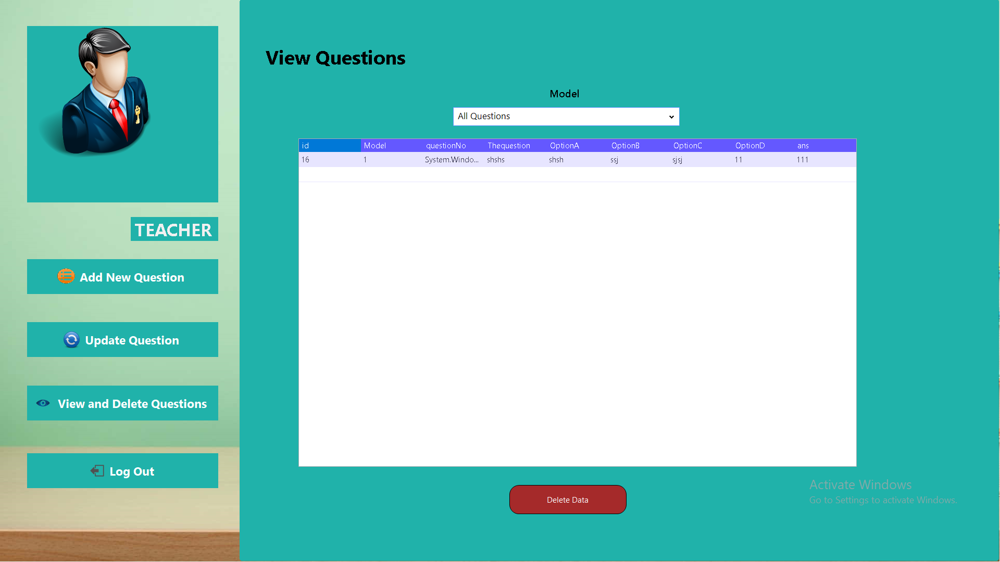 TEACHER
Add New Question
Update Question
View and Delete Questions
Log Out
View Questions
Model
All Questions
id Model questionNo Thequestion OptionA OptionB OptionC OptionD ans
16 1 System.Windo... shshs shsh ssj sjsj 11 111
Delete Data
Activate Windows
Go to Settings to activate Windows.